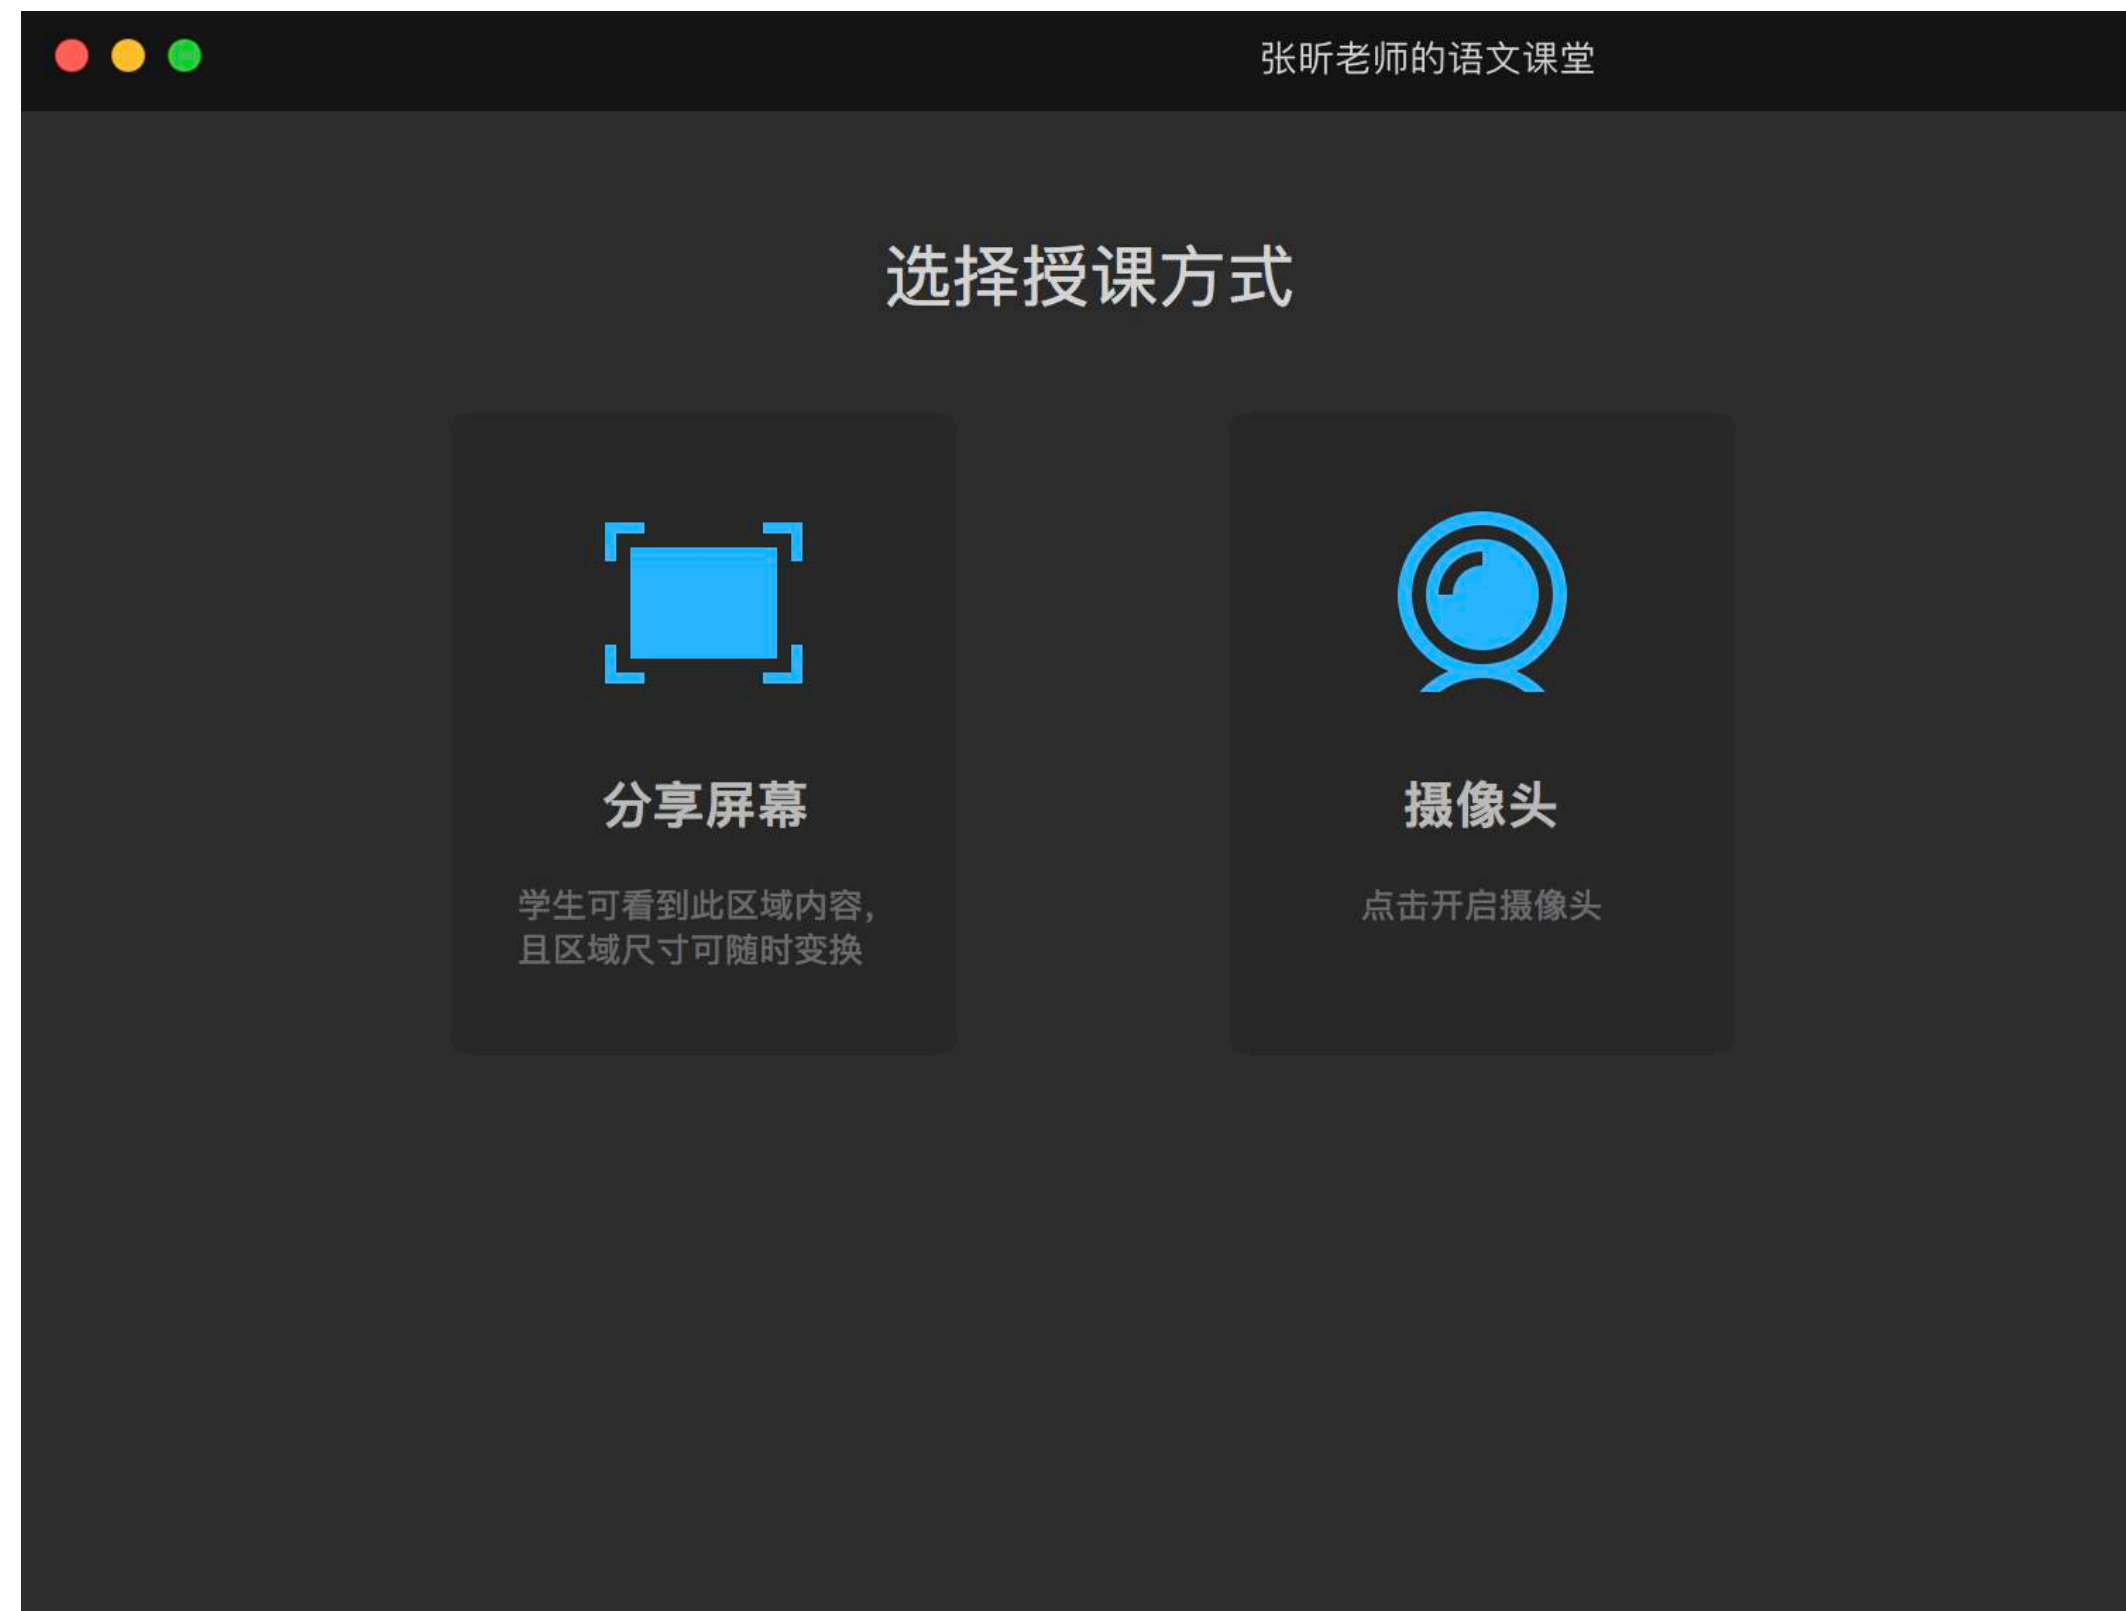 张昕老师的语文课堂
选择授课方式
分享屏幕
学生可看到此区域内容，
且区域尺寸可随时变换
摄像头
点击开启摄像头